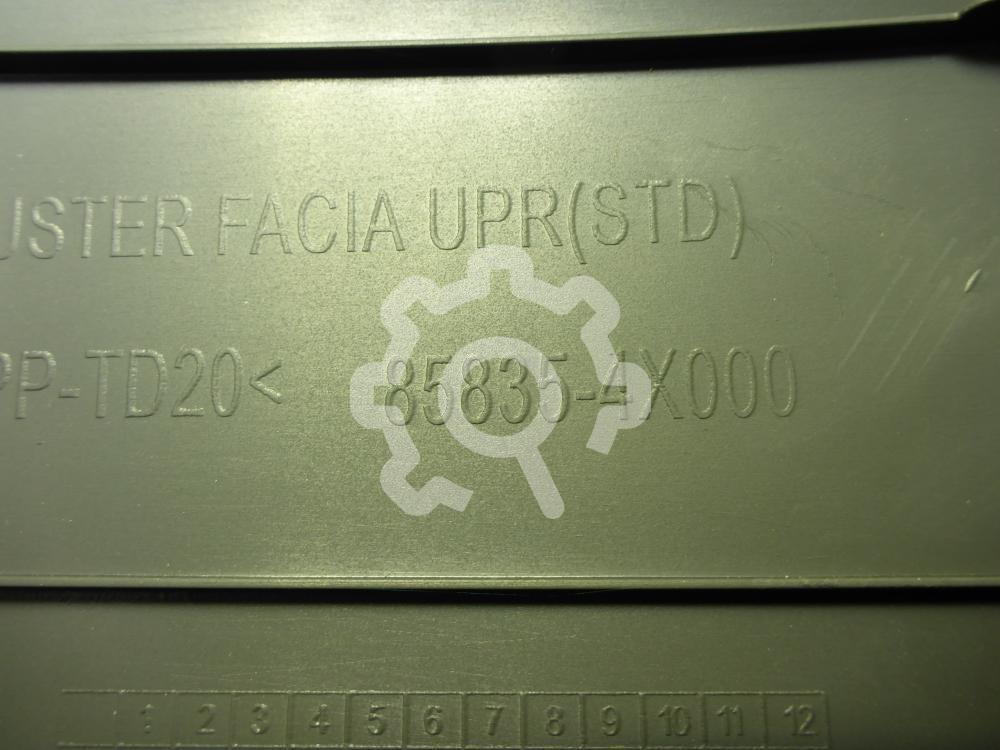 USTER FACIA UPR(STD)
PP-TD20< 85835-4X000
1 2 3 4 5 6 7 8 9 10 11 12